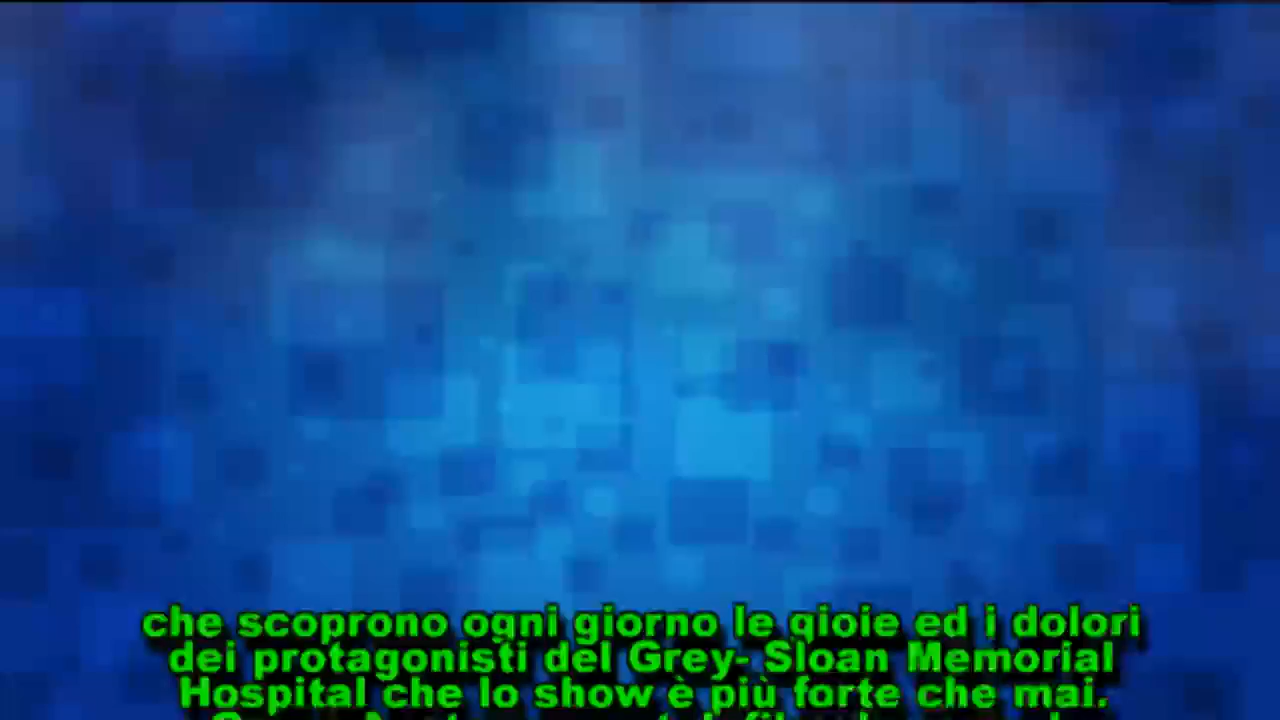 che scoprono ogni giorno le gioie ed i dolori
dei protagonisti del Grey- Sloan Memorial
Hospital che lo show è più forte che mai.